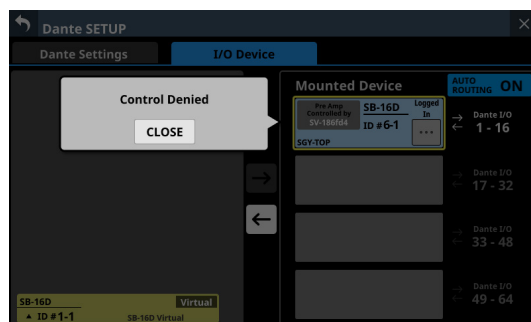 Dante SETUP
Dante Settings
I/O Device
Control Denied
CLOSE
Mounted Device
AUTO
ROUTING ON
Pre Amp
Controlled by
SV-186fd4
SB-16D
ID #6-1
Logged
In
...
SGY-TOP
Dante I/O
1 - 16
Dante I/O
17 - 32
Dante I/O
33 - 48
Dante I/O
49 - 64
SB-16D
Virtual
ID #1-1
SB-16D Virtual